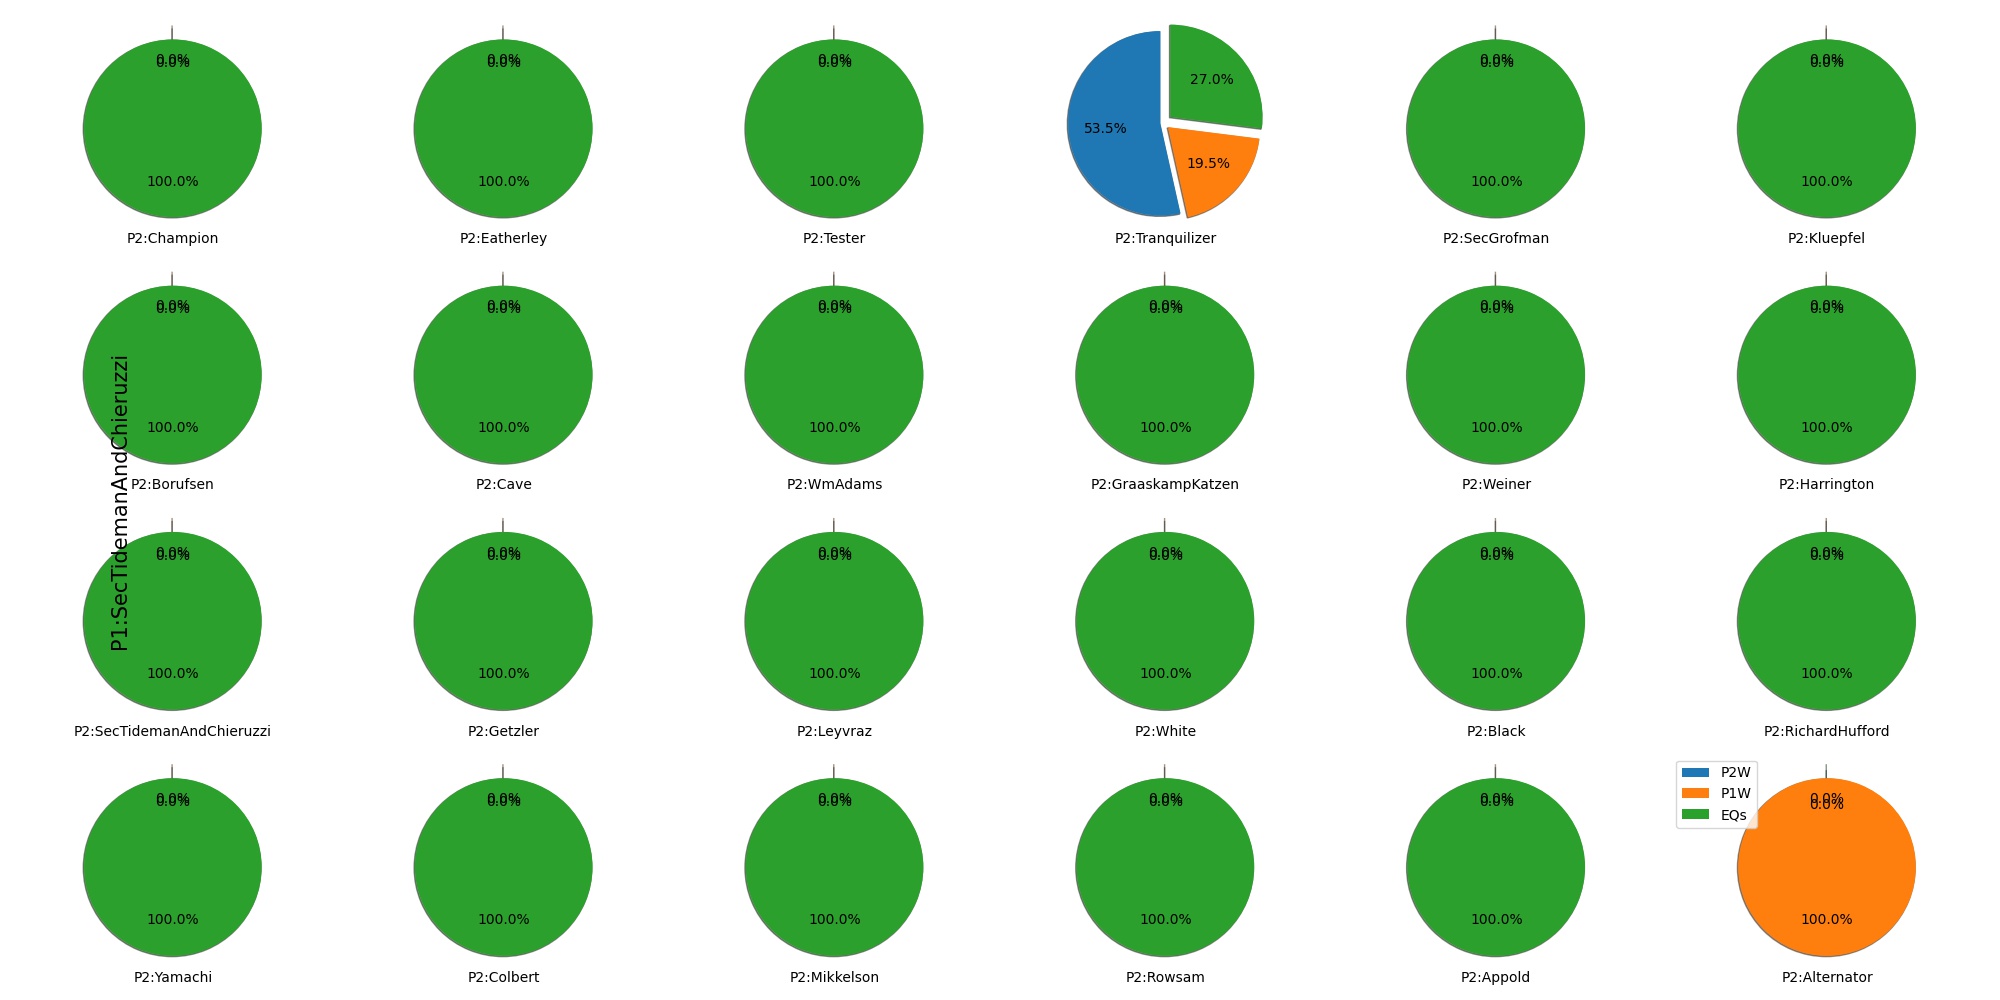 0.0% 0.0% 0.0% 27.0% 0.0% 0.0%
0.0% 0.0% 0.0% 53.5% 0.0% 0.0%
100.0% 100.0% 100.0% 19.5% 100.0% 100.0%
P2:Champion P2:Eatherley P2:Tester P2:Tranquilizer P2:SecGrofman P2:Kluepfel
0.0% 0.0% 0.0% 0.0% 0.0% 0.0%
0.0% 0.0% 0.0% 0.0% 0.0% 0.0%
100.0% 100.0% 100.0% 100.0% 100.0% 100.0%
P2:Borufsen P2:Cave P2:WmAdams P2:GraaskampKatzen P2:Weiner P2:Harrington
P1:SecTidemanAndChieruzzi
0.0% 0.0% 0.0% 0.0% 0.0% 0.0%
0.0% 0.0% 0.0% 0.0% 0.0% 0.0%
100.0% 100.0% 100.0% 100.0% 100.0% 100.0%
P2:SecTidemanAndChieruzzi P2:Getzler P2:Leyvraz P2:White P2:Black P2:RichardHufford
P2W
P1W
EQs
0.0% 0.0% 0.0% 0.0% 0.0% 0.0%
0.0% 0.0% 0.0% 0.0% 0.0% 0.0%
100.0% 100.0% 100.0% 100.0% 100.0% 100.0%
P2:Yamachi P2:Colbert P2:Mikkelson P2:Rowsam P2:Appold P2:Alternator